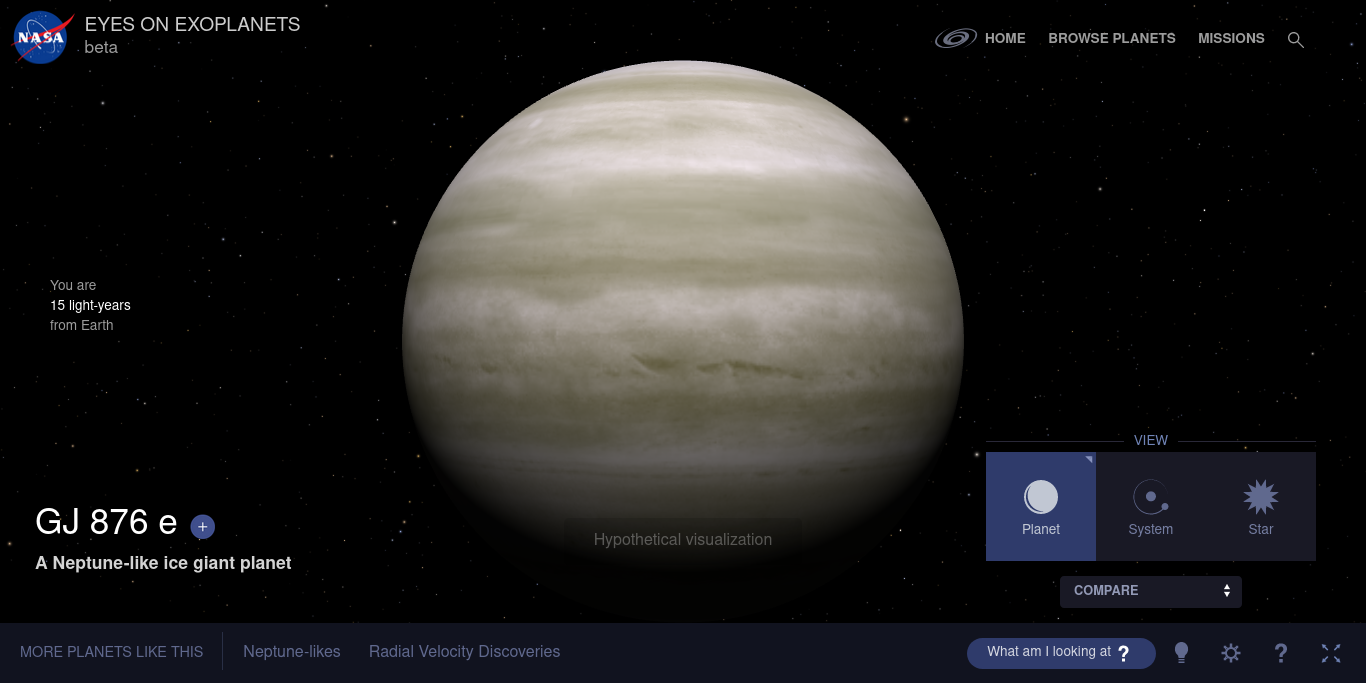 NASA
EYES ON EXOPLANETS
beta
HOME
BROWSE PLANETS
MISSIONS
You are
15 light-years
from Earth
VIEW
Planet
System
Star
GJ 876 e +
A Neptune-like ice giant planet
Hypothetical visualization
COMPARE
MORE PLANETS LIKE THIS
Neptune-likes
Radial Velocity Discoveries
What am I looking at ?
?